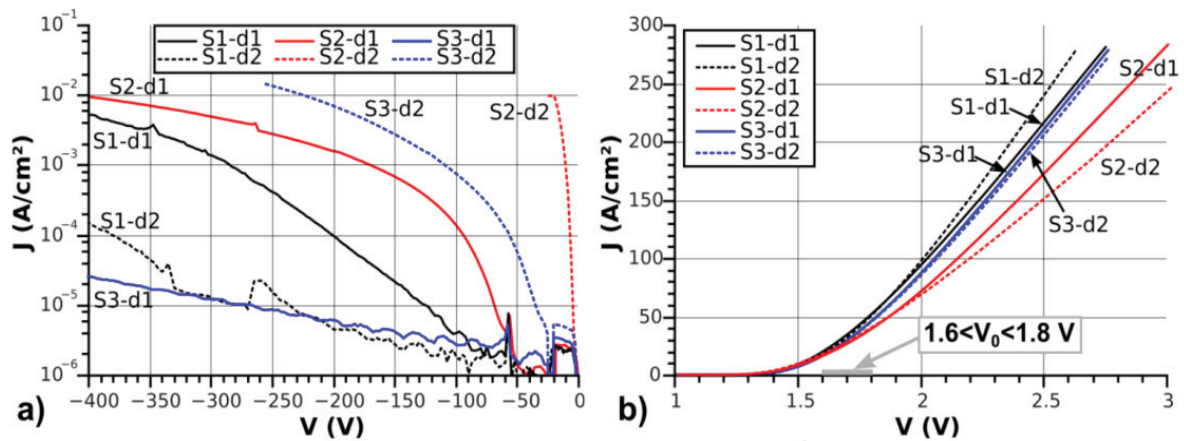 10⁻¹
10⁻²
10⁻³
10⁻⁴
10⁻⁵
10⁻⁶
J (A/cm²)
S1-d1 S2-d1 S3-d1
S1-d2 S2-d2 S3-d2
S2-d1
S3-d2
S2-d2
S1-d1
S1-d2
S3-d1
−400 −350 −300 −250 −200 −150 −100 −50 0
V (V)
a)
300
250
200
150
100
50
0
J (A/cm²)
S1-d1
S1-d2
S2-d1
S2-d2
S3-d1
S3-d2
S1-d2
S2-d1
S1-d1
S3-d1
S2-d2
S3-d2
1.6<V₀<1.8 V
1 1.5 2 2.5 3
V (V)
b)